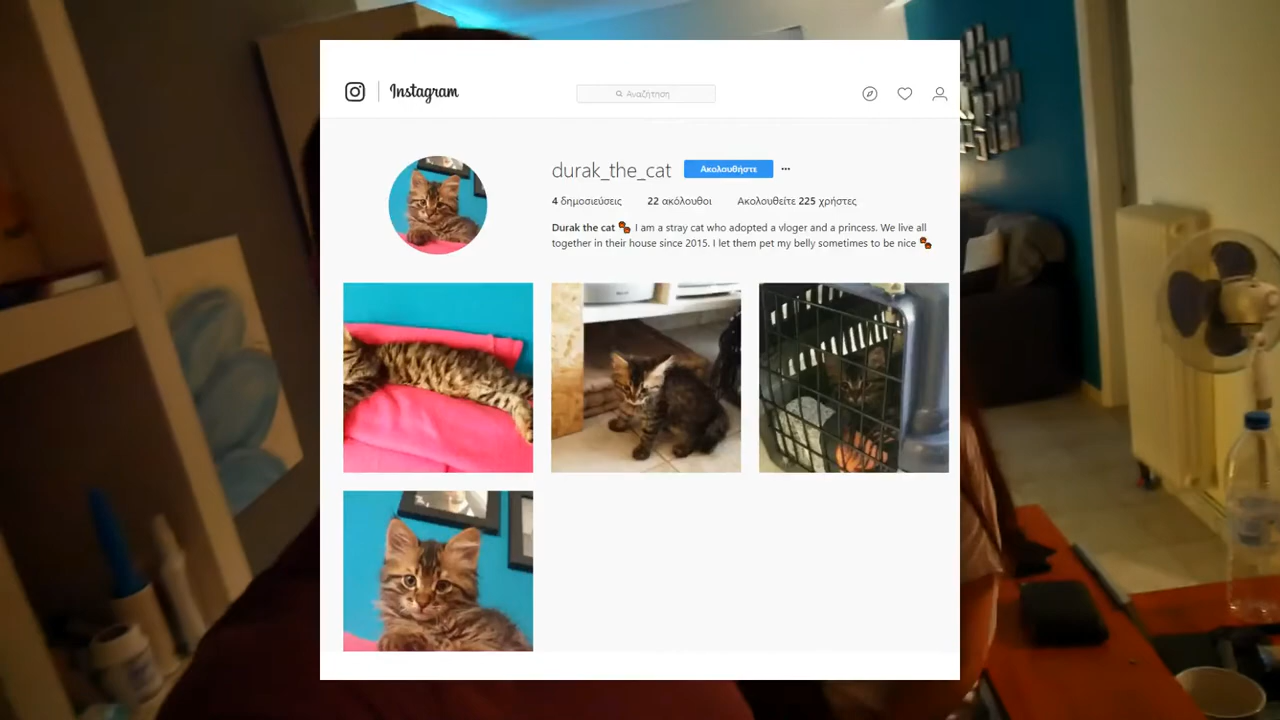 Instagram
Αναζήτηση
durak_the_cat Ακολουθήστε
4 δημοσιεύσεις 22 ακόλουθοι Ακολουθείτε 225 χρήστες
Durak the cat I am a stray cat who adopted a vloger and a princess. We live all
together in their house since 2015. I let them pet my belly sometimes to be nice